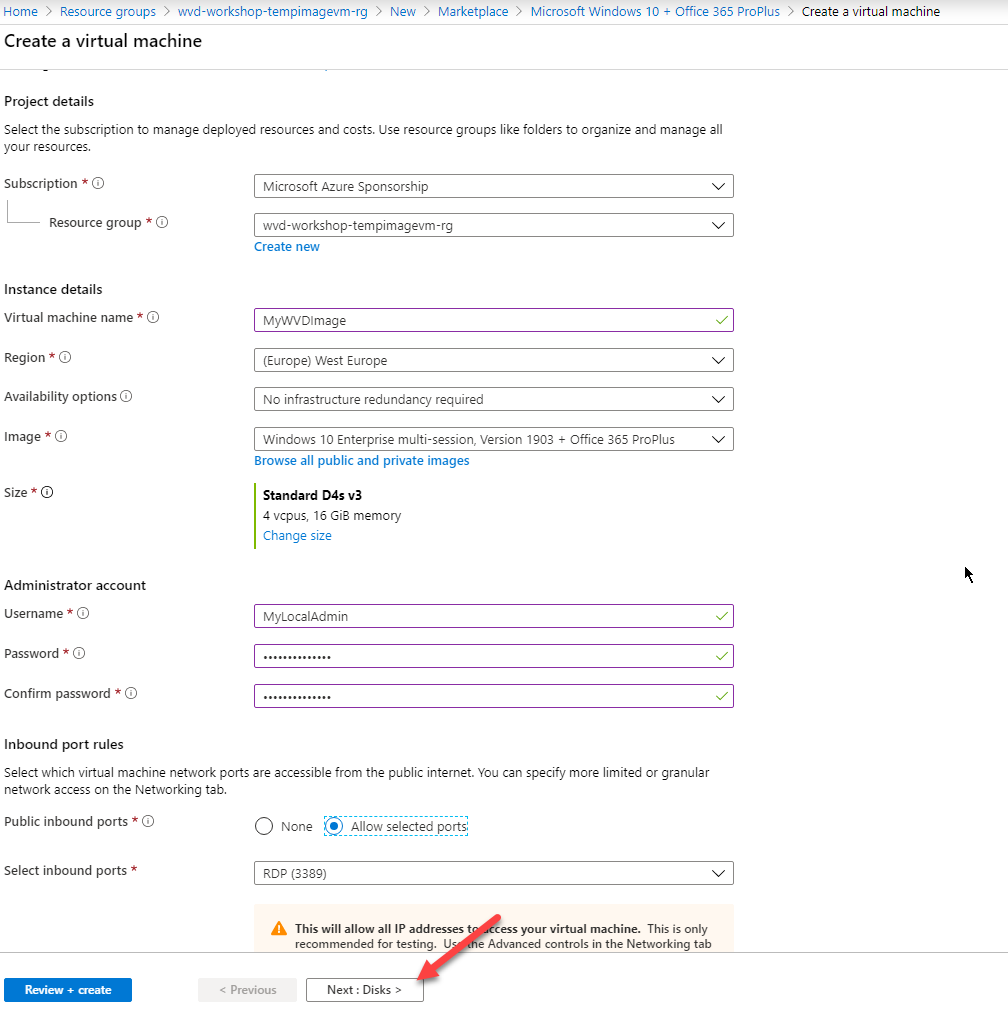 Home > Resource groups > wvd-workshop-tempimagevm-rg > New > Marketplace > Microsoft Windows 10 + Office 365 ProPlus > Create a virtual machine
Create a virtual machine
Project details
Select the subscription to manage deployed resources and costs. Use resource groups like folders to organize and manage all
your resources.
Subscription *
Microsoft Azure Sponsorship
Resource group *
wvd-workshop-tempimagevm-rg
Create new
Instance details
Virtual machine name *
MyWVDImage
Region *
(Europe) West Europe
Availability options
No infrastructure redundancy required
Image *
Windows 10 Enterprise multi-session, Version 1903 + Office 365 ProPlus
Browse all public and private images
Size *
Standard D4s v3
4 vcpus, 16 GiB memory
Change size
Administrator account
Username *
MyLocalAdmin
Password *
••••••••••••••
Confirm password *
••••••••••••••
Inbound port rules
Select which virtual machine network ports are accessible from the public internet. You can specify more limited or granular
network access on the Networking tab.
Public inbound ports *
None
Allow selected ports
Select inbound ports *
RDP (3389)
This will allow all IP addresses to access your virtual machine. This is only
recommended for testing. Use the Advanced controls in the Networking tab
Review + create
< Previous
Next : Disks >